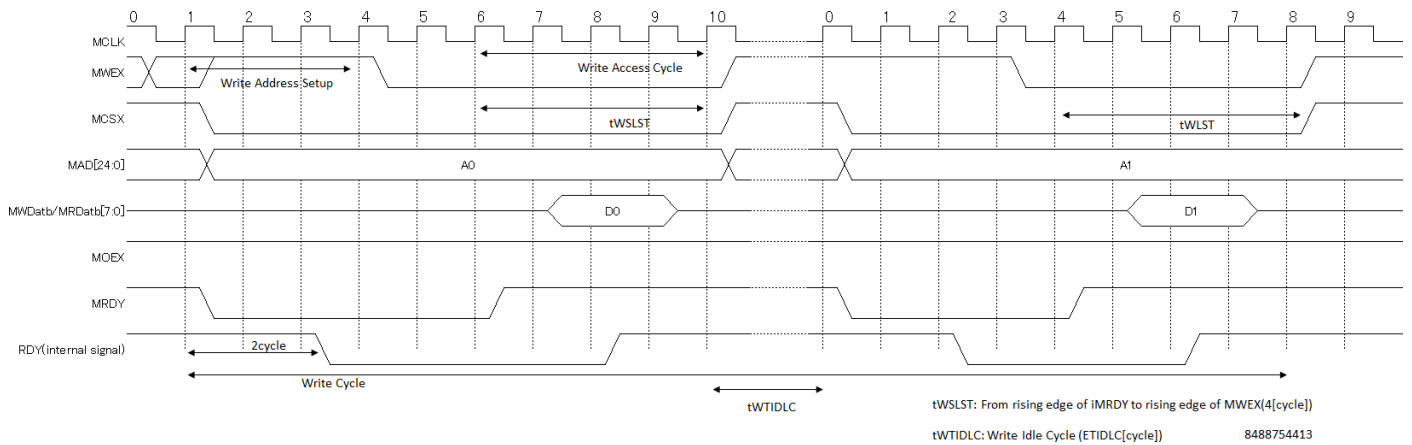 0 1 2 3 4 5 6 7 8 9 10 0 1 2 3 4 5 6 7 8 9
MCLK
Write Access Cycle
MWEX
Write Address Setup
MCSX
tWSLST
tWLST
MAD[24:0]
A0
A1
MWDatb/MRDatb[7:0]
D0
D1
MOEX
MRDY
RDY(internal signal)
2cycle
Write Cycle
tWTIDLC
tWSLST: From rising edge of iMRDY to rising edge of MWEX(4[cycle])
tWTIDLC: Write Idle Cycle (ETIDLC[cycle]) 8488754413